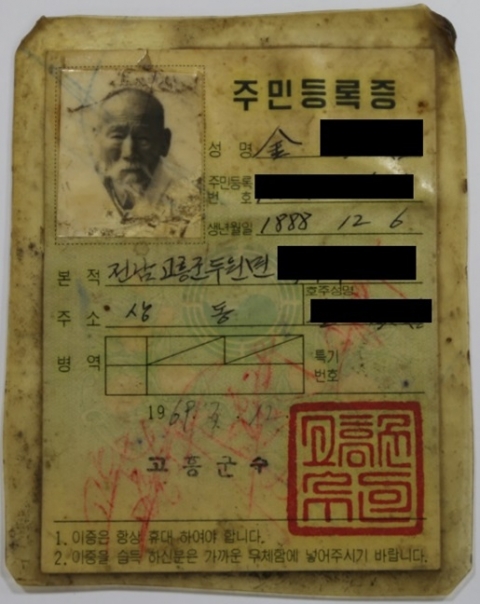 주민등록증
성 명 金
주민등록
번 호
생년월일 1888 12 6
본 적 전남 고흥군 두원면
호주성명
주 소 상 동
병 역
특기
번호
1969. 12
고흥군수
1. 이증은 항상 휴대 하여야 합니다.
2. 이증을 습득 하신분은 가까운 우체함에 넣어주시기 바랍니다.